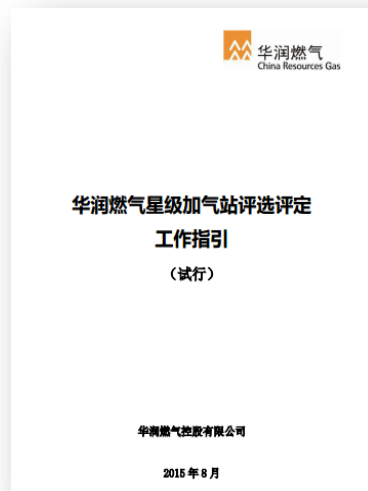 华润燃气
China Resources Gas
华润燃气星级加气站评选评定
工作指引
（试行）
华润燃气控股有限公司
2015年8月